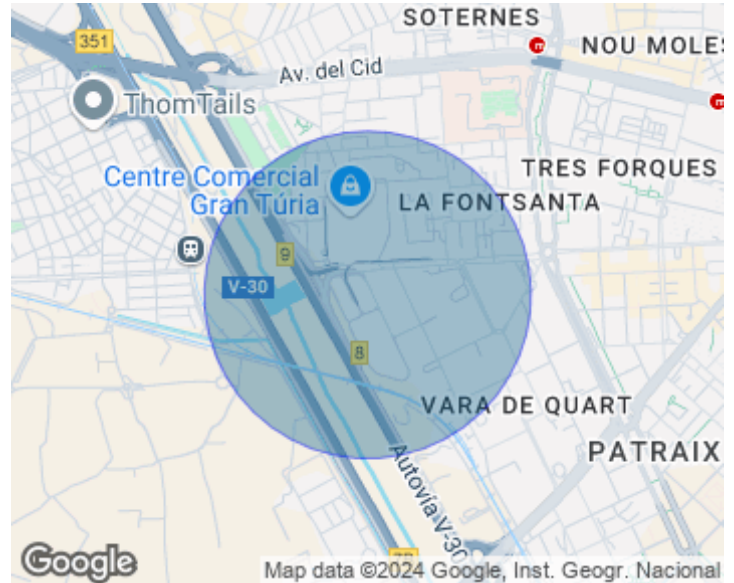 SOTERNES
351
NOU MOLES
Av. del Cid
ThomTails
Centre Comercial
Gran Túria
TRES FORQUES
LA FONTSANTA
9
V-30
8
VARA DE QUART
PATRAIX
Autovía V-30
Google
Map data ©2024 Google, Inst. Geogr. Nacional